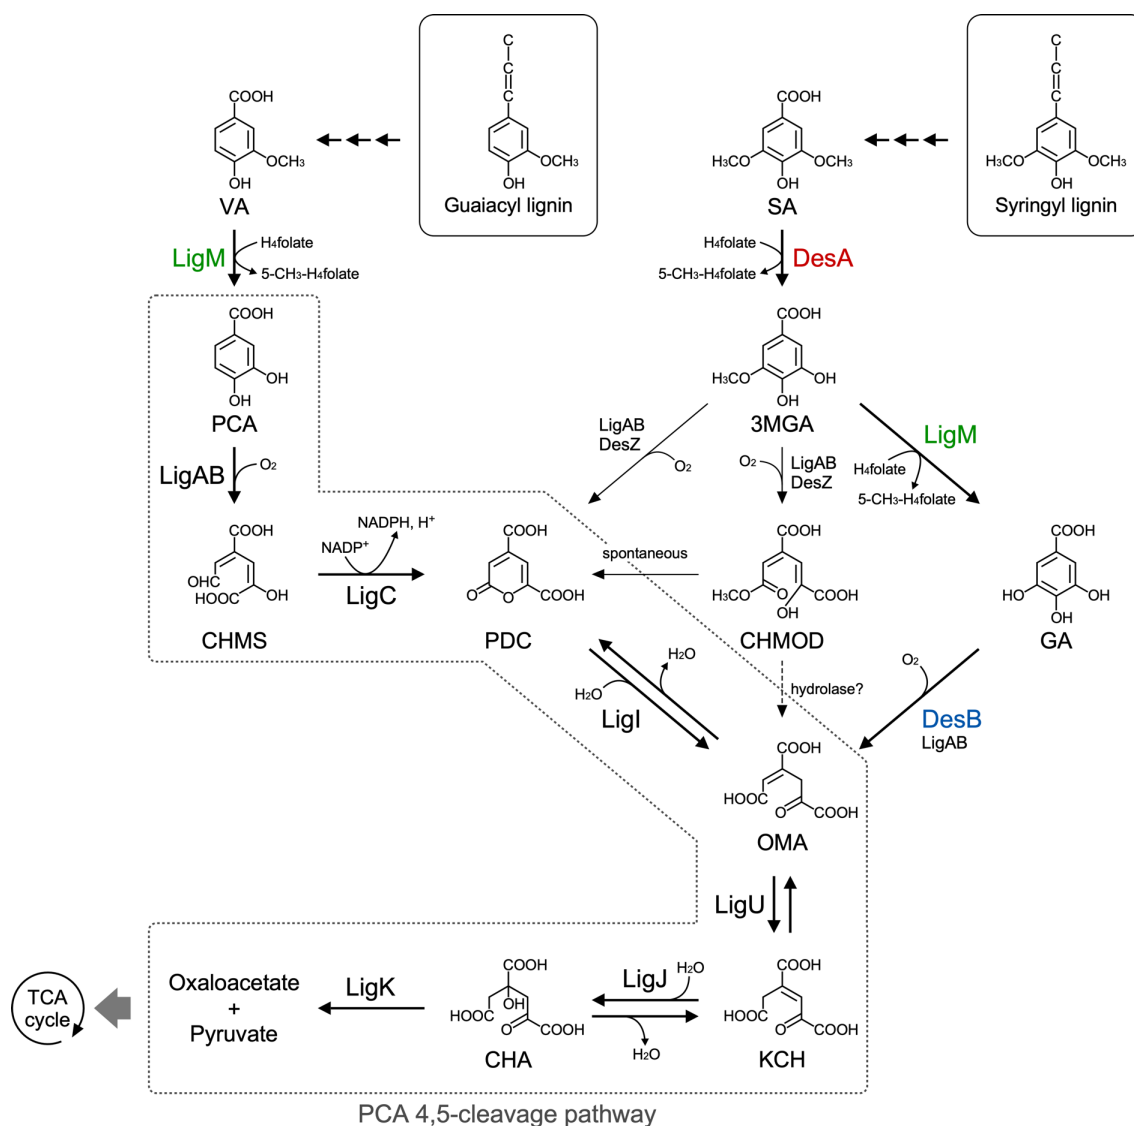 C
C
C
OCH3
OH
Guaiacyl lignin
C
C
C
H3CO
OCH3
OH
Syringyl lignin
COOH
OCH3
OH
VA
COOH
H3CO
OCH3
OH
SA
LigM
H4folate
5-CH3-H4folate
H4folate
5-CH3-H4folate
DesA
COOH
OH
OH
PCA
COOH
H3CO
OH
OH
3MGA
LigAB
O2
LigAB
DesZ
O2
O2
LigAB
DesZ
LigM
H4folate
5-CH3-H4folate
COOH
OHC
HOOC
OH
CHMS
NADP+
NADPH, H+
LigC
COOH
O
O
COOH
PDC
spontaneous
COOH
H3CO
O
OH
COOH
CHMOD
COOH
HO
OH
OH
GA
H2O
H2O
LigI
hydrolase?
O2
DesB
LigAB
COOH
HOOC
O
COOH
OMA
LigU
COOH
HOOC
O
COOH
KCH
LigJ
H2O
H2O
COOH
OH
HOOC
O
COOH
CHA
LigK
Oxaloacetate
+
Pyruvate
TCA
cycle
PCA 4,5-cleavage pathway